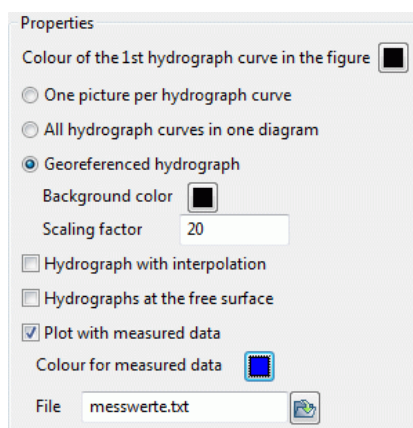 Properties
Colour of the 1st hydrograph curve in the figure
One picture per hydrograph curve
All hydrograph curves in one diagram
Georeferenced hydrograph
Background color
Scaling factor 20
Hydrograph with interpolation
Hydrographs at the free surface
Plot with measured data
Colour for measured data
File messwerte.txt